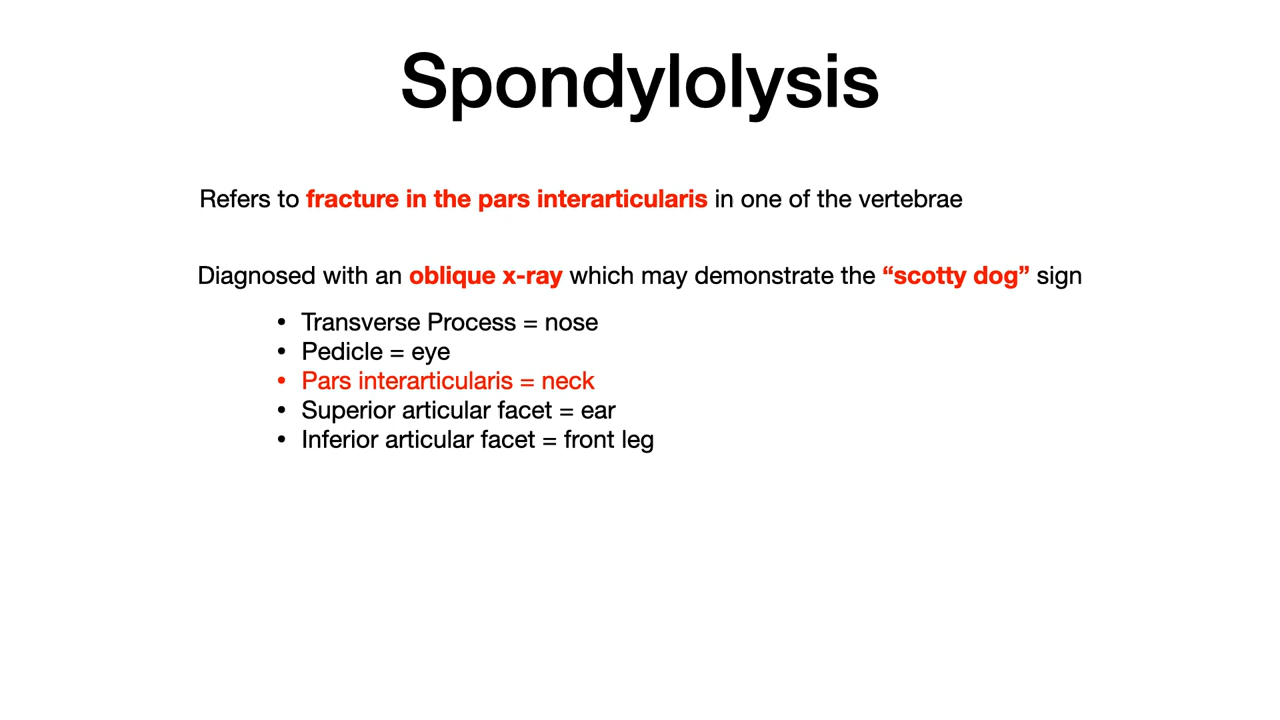 Spondylolysis
Refers to fracture in the pars interarticularis in one of the vertebrae
Diagnosed with an oblique x-ray which may demonstrate the “scotty dog” sign
• Transverse Process = nose
• Pedicle = eye
• Pars interarticularis = neck
• Superior articular facet = ear
• Inferior articular facet = front leg